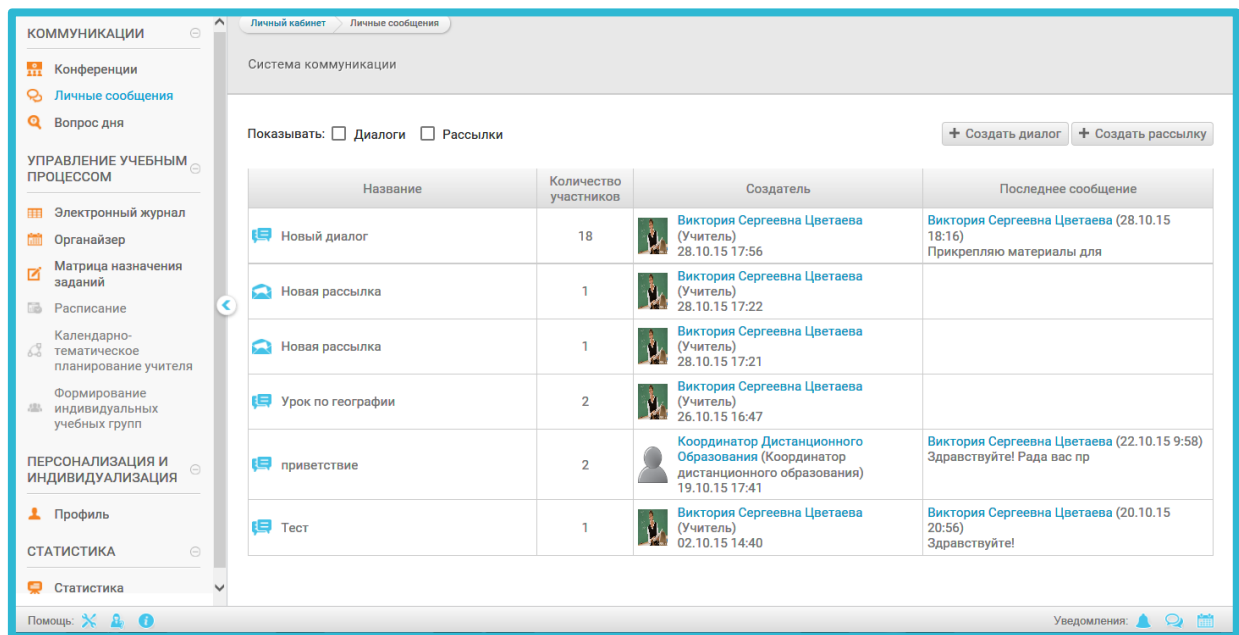 КОММУНИКАЦИИ
Конференции
Личные сообщения
Вопрос дня
УПРАВЛЕНИЕ УЧЕБНЫМ
ПРОЦЕССОМ
Электронный журнал
Органайзер
Матрица назначения
заданий
Расписание
Календарно-
тематическое
планирование учителя
Формирование
индивидуальных
учебных групп
ПЕРСОНАЛИЗАЦИЯ И
ИНДИВИДУАЛИЗАЦИЯ
Профиль
СТАТИСТИКА
Статистика
Личный кабинет Личные сообщения
Система коммуникации
Показывать: Диалоги Рассылки
+ Создать диалог + Создать рассылку
Название Количество участников Создатель Последнее сообщение
Новый диалог 18
Виктория Сергеевна Цветаева
(Учитель)
28.10.15 17:56
Виктория Сергеевна Цветаева (28.10.15
18:16)
Прикрепляю материалы для
Новая рассылка 1
Виктория Сергеевна Цветаева
(Учитель)
28.10.15 17:22
Новая рассылка 1
Виктория Сергеевна Цветаева
(Учитель)
28.10.15 17:21
Урок по географии 2
Виктория Сергеевна Цветаева
(Учитель)
26.10.15 16:47
приветствие 2
Координатор Дистанционного
Образования (Координатор
дистанционного образования)
19.10.15 17:41
Виктория Сергеевна Цветаева (22.10.15 9:58)
Здравствуйте! Рада вас пр
Тест 1
Виктория Сергеевна Цветаева
(Учитель)
02.10.15 14:40
Виктория Сергеевна Цветаева (20.10.15
20:56)
Здравствуйте!
Помощь: Уведомления: